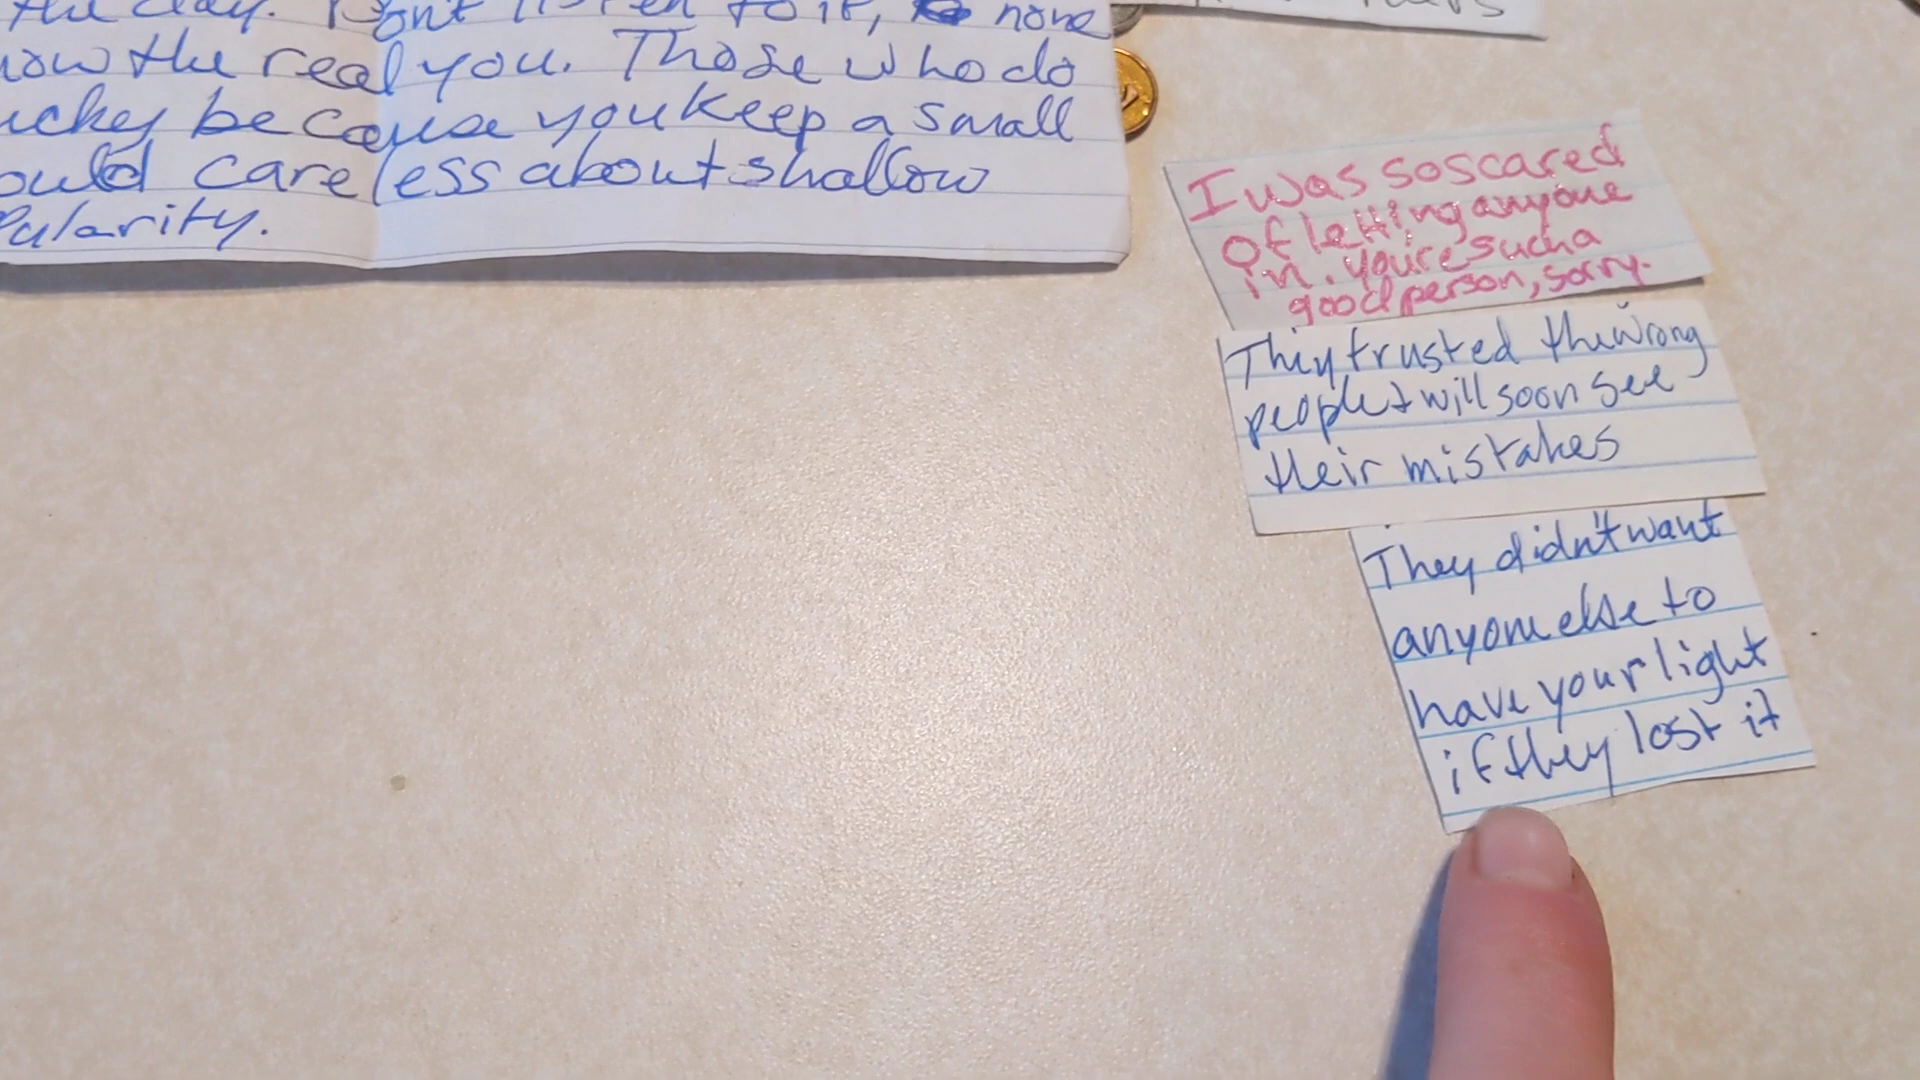 the day. Don't listen to it, none
now the real you. Those who do
ucky because you keep a small
ould care less about shallow
Pularity.
I was so scared
Of letting anyone
in. you're such a
good person, sorry.
They trusted the wrong
people + will soon see
their mistakes
They didn't want
anyone else to
have your light
if they lost it